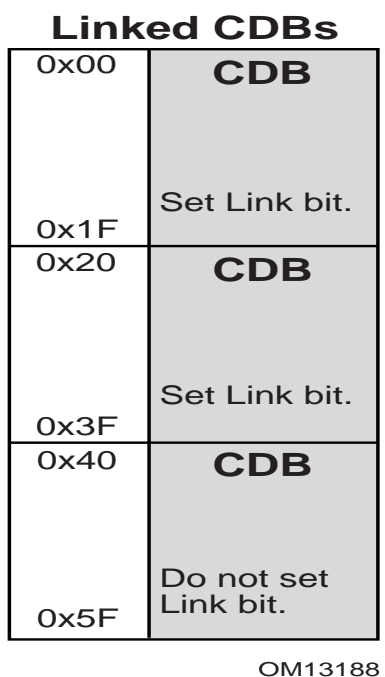 Linked CDBs
0x00
CDB
Set Link bit.
0x1F
0x20
CDB
Set Link bit.
0x3F
0x40
CDB
Do not set
Link bit.
0x5F
OM13188